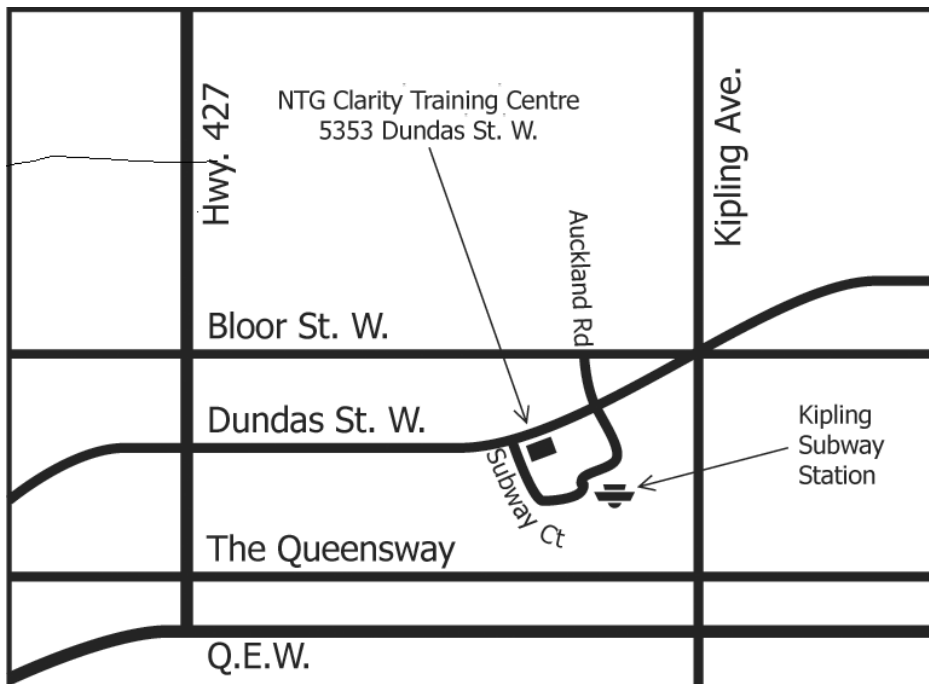 NTG Clarity Training Centre
5353 Dundas St. W.
Hwy. 427
Kipling Ave.
Auckland Rd
Bloor St. W.
Dundas St. W.
Kipling
Subway
Station
Subway Ct
The Queensway
Q.E.W.